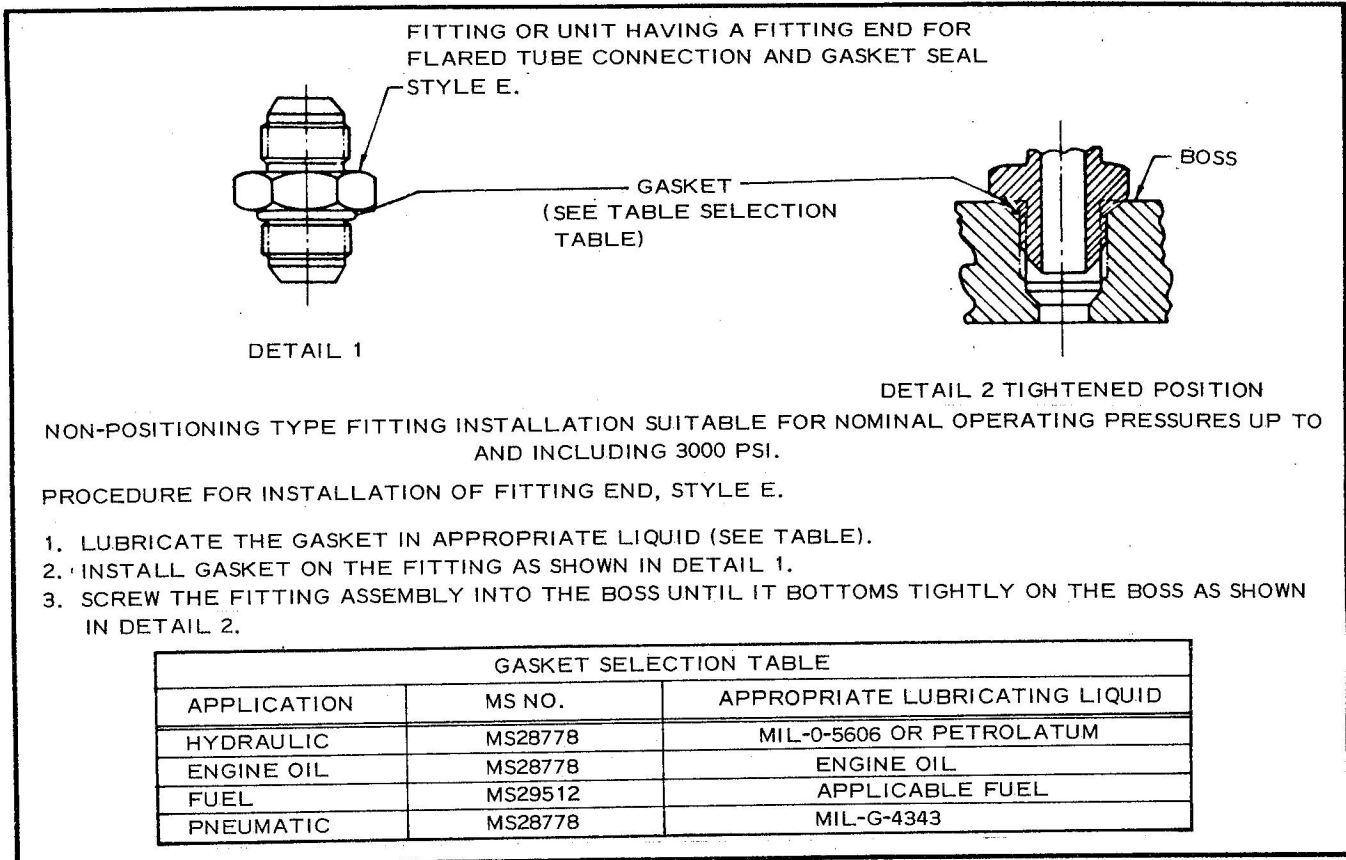 FITTING OR UNIT HAVING A FITTING END FOR
FLARED TUBE CONNECTION AND GASKET SEAL
STYLE E.
BOSS
GASKET
(SEE TABLE SELECTION
TABLE)
DETAIL 1
DETAIL 2 TIGHTENED POSITION
NON-POSITIONING TYPE FITTING INSTALLATION SUITABLE FOR NOMINAL OPERATING PRESSURES UP TO
AND INCLUDING 3000 PSI.
PROCEDURE FOR INSTALLATION OF FITTING END, STYLE E.
1. LUBRICATE THE GASKET IN APPROPRIATE LIQUID (SEE TABLE).
2. INSTALL GASKET ON THE FITTING AS SHOWN IN DETAIL 1.
3. SCREW THE FITTING ASSEMBLY INTO THE BOSS UNTIL IT BOTTOMS TIGHTLY ON THE BOSS AS SHOWN
IN DETAIL 2.
GASKET SELECTION TABLE
APPLICATION MS NO. APPROPRIATE LUBRICATING LIQUID
HYDRAULIC MS28778 MIL-O-5606 OR PETROLATUM
ENGINE OIL MS28778 ENGINE OIL
FUEL MS29512 APPLICABLE FUEL
PNEUMATIC MS28778 MIL-G-4343